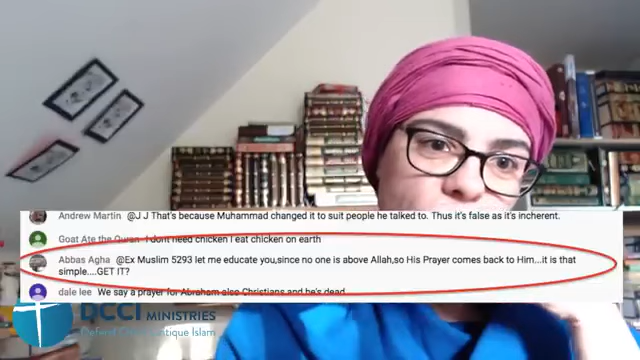 Andrew Martin @J J That's because Muhammad changed it to suit people he talked to. Thus it's false as it's incherent.
Goat Ate the Quran I dont need chicken I eat chicken on earth
Abbas Agha @Ex Muslim 5293 let me educate you,since no one is above Allah,so His Prayer comes back to Him...it is that
simple....GET IT?
dale lee We say a prayer for Abraham also Christians and he's dead
DCCI MINISTRIES
Defend Christ Critique Islam